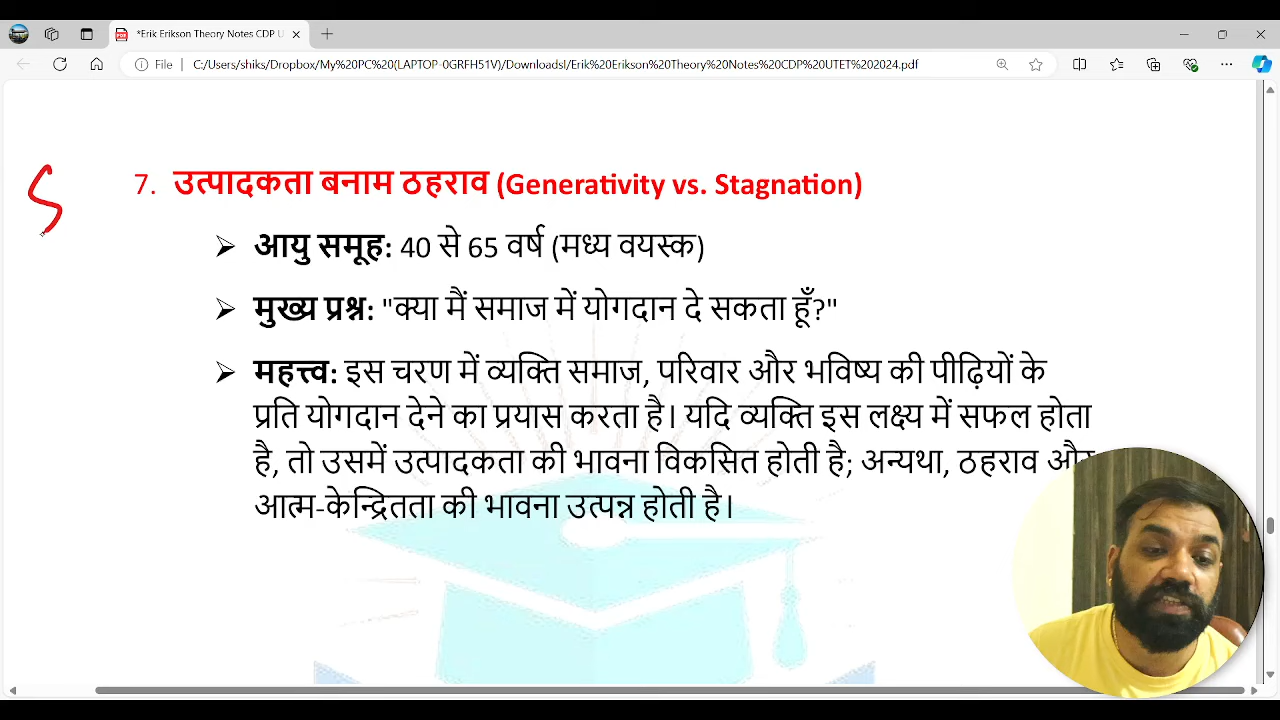 *Erik Erikson Theory Notes CDP U
File | C:/Users/shiks/Dropbox/My%20PC%20(LAPTOP-0GRFH51V)/Downloads/Erik%20Erikson%20Theory%20Notes%20CDP%20UTET%202024.pdf
7. उत्पादकता बनाम ठहराव (Generativity vs. Stagnation)
S
➢ आयु समूह: 40 से 65 वर्ष (मध्य वयस्क)
➢ मुख्य प्रश्न: "क्या मैं समाज में योगदान दे सकता हूँ?"
➢ महत्त्व: इस चरण में व्यक्ति समाज, परिवार और भविष्य की पीढ़ियों के
प्रति योगदान देने का प्रयास करता है। यदि व्यक्ति इस लक्ष्य में सफल होता
है, तो उसमें उत्पादकता की भावना विकसित होती है; अन्यथा, ठहराव और
आत्म-केन्द्रितता की भावना उत्पन्न होती है।